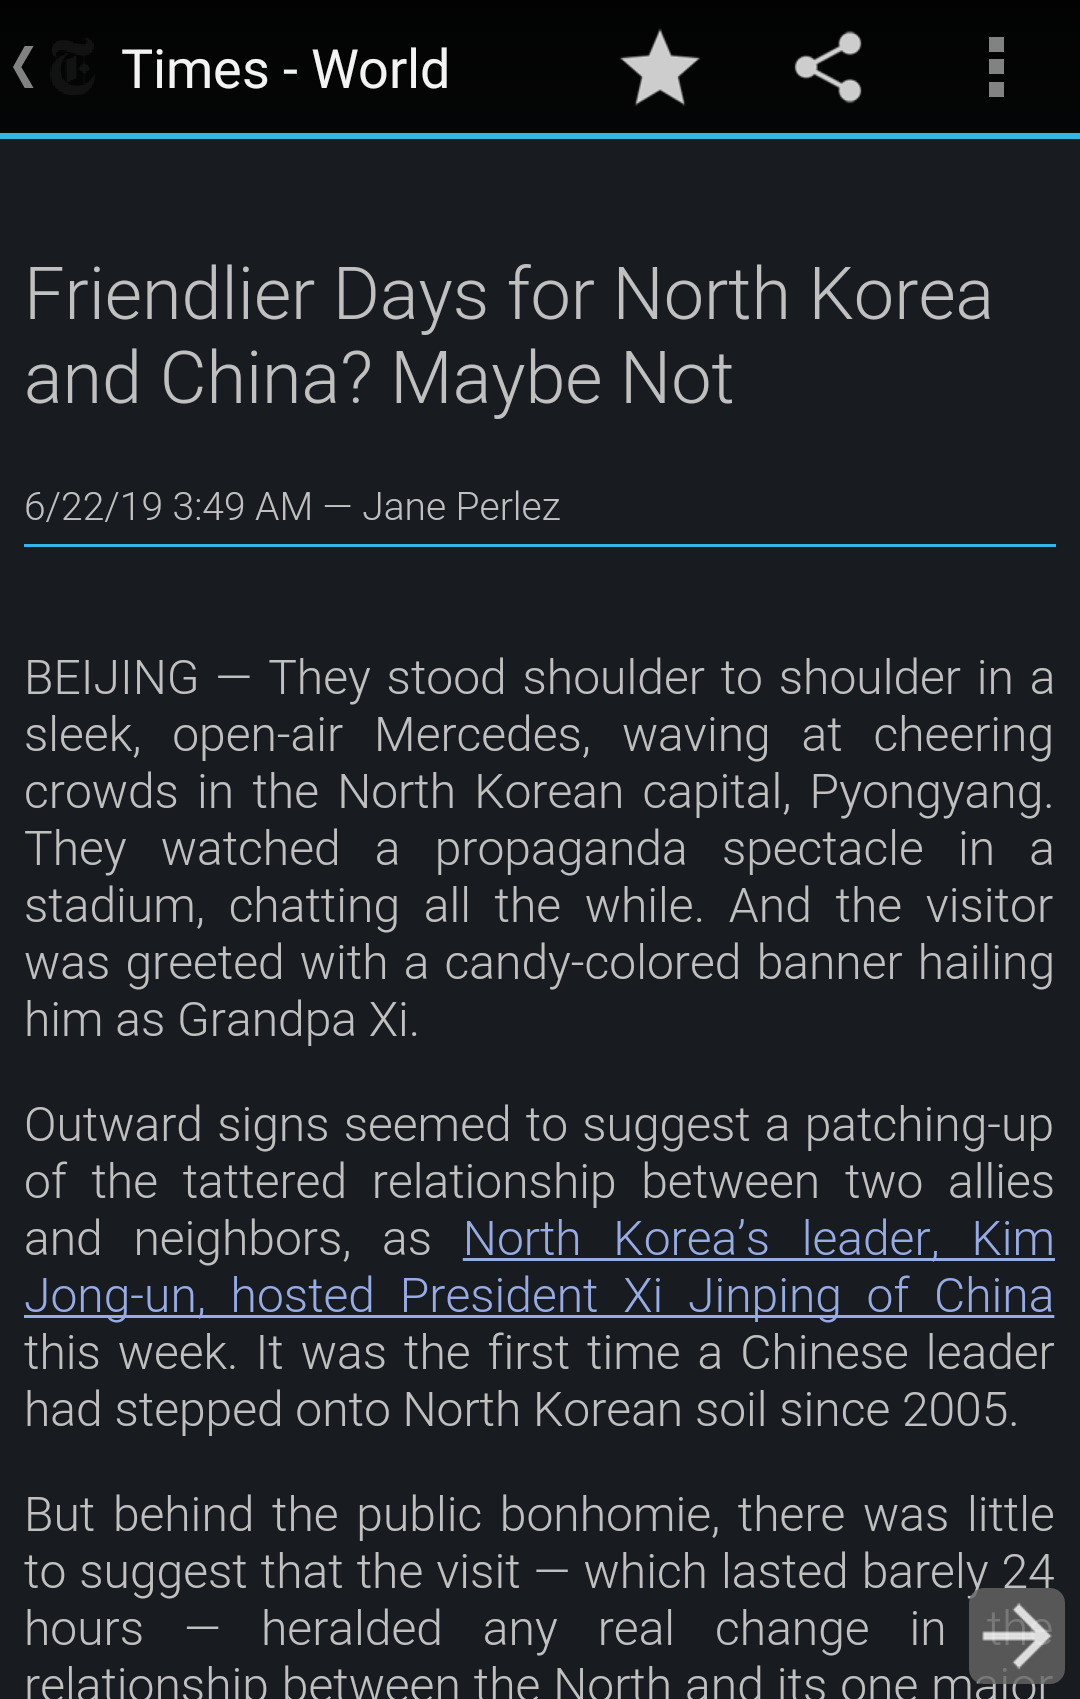 Times - World
Friendlier Days for North Korea
and China? Maybe Not
6/22/19 3:49 AM — Jane Perlez
BEIJING — They stood shoulder to shoulder in a
sleek, open-air Mercedes, waving at cheering
crowds in the North Korean capital, Pyongyang.
They watched a propaganda spectacle in a
stadium, chatting all the while. And the visitor
was greeted with a candy-colored banner hailing
him as Grandpa Xi.
Outward signs seemed to suggest a patching-up
of the tattered relationship between two allies
and neighbors, as North Korea’s leader, Kim
Jong-un, hosted President Xi Jinping of China
this week. It was the first time a Chinese leader
had stepped onto North Korean soil since 2005.
But behind the public bonhomie, there was little
to suggest that the visit — which lasted barely 24
hours — heralded any real change in the
relationship between the North and its one major